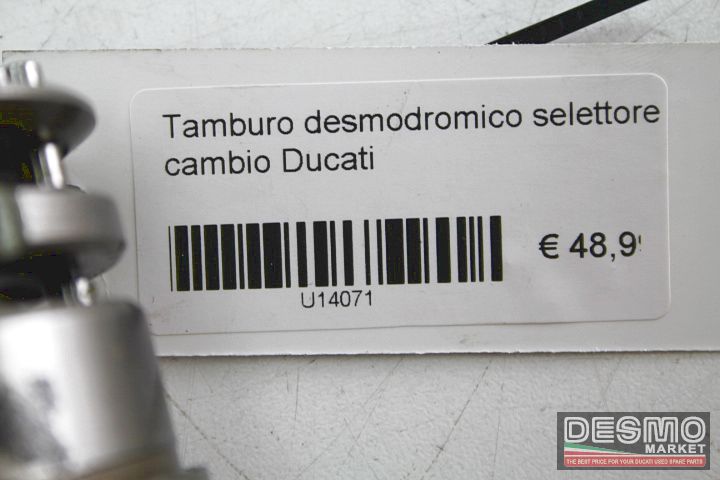 Tamburo desmodromico selettore
cambio Ducati
€ 48,9
U14071
DESMO
MARKET
THE BEST PRICE FOR YOUR DUCATI USED SPARE PARTS